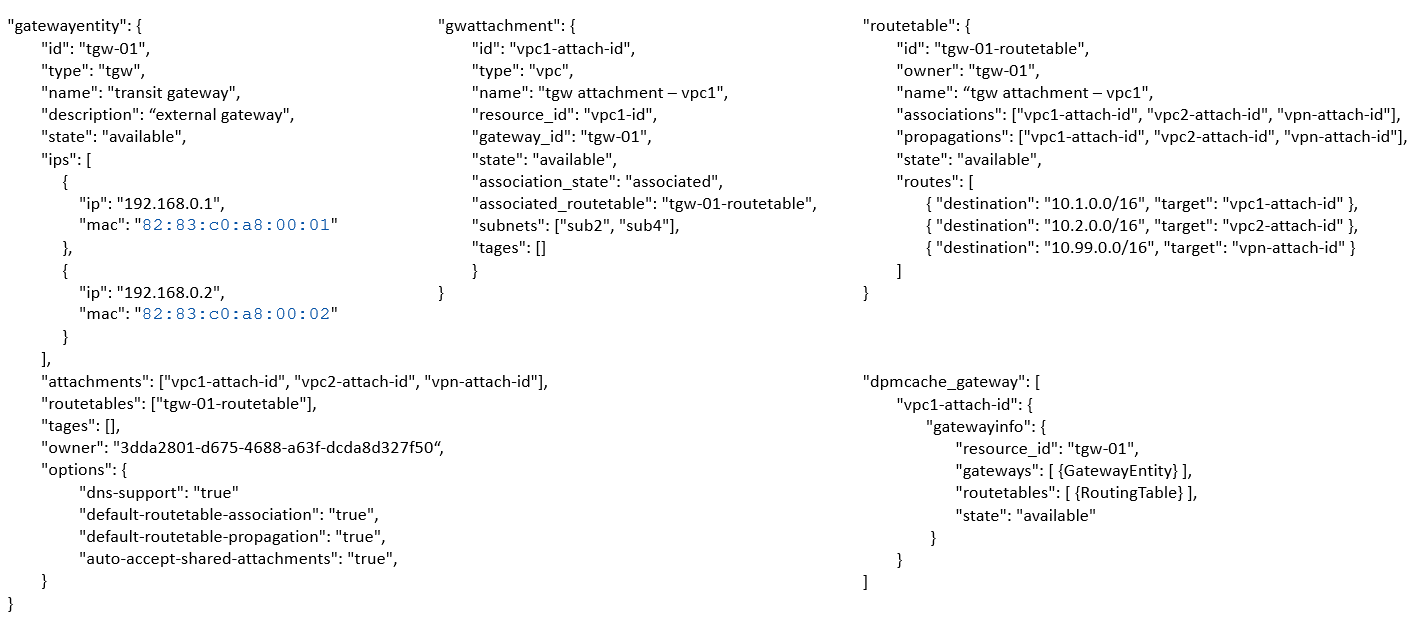 "gatewayentity": {
"id": "tgw-01",
"type": "tgw",
"name": "transit gateway",
"description": “external gateway",
"state": "available",
"ips": [
{
"ip": "192.168.0.1",
"mac": "82:83:c0:a8:00:01"
},
{
"ip": "192.168.0.2",
"mac": "82:83:c0:a8:00:02"
}
],
"attachments": ["vpc1-attach-id", "vpc2-attach-id", "vpn-attach-id"],
"routetables": ["tgw-01-routetable"],
"tages": [],
"owner": "3dda2801-d675-4688-a63f-dcda8d327f50“,
"options": {
"dns-support": "true"
"default-routetable-association": "true",
"default-routetable-propagation": "true",
"auto-accept-shared-attachments": "true",
}
}
"gwattachment": {
"id": "vpc1-attach-id",
"type": "vpc",
"name": "tgw attachment – vpc1",
"resource_id": "vpc1-id",
"gateway_id": "tgw-01",
"state": "available",
"association_state": "associated",
"associated_routetable": "tgw-01-routetable",
"subnets": ["sub2", "sub4"],
"tages": []
}
}
"routetable": {
"id": "tgw-01-routetable",
"owner": "tgw-01",
"name": “tgw attachment – vpc1",
"associations": ["vpc1-attach-id", "vpc2-attach-id", "vpn-attach-id"],
"propagations": ["vpc1-attach-id", "vpc2-attach-id", "vpn-attach-id"],
"state": "available",
"routes": [
{ "destination": "10.1.0.0/16", "target": "vpc1-attach-id" },
{ "destination": "10.2.0.0/16", "target": "vpc2-attach-id" },
{ "destination": "10.99.0.0/16", "target": "vpn-attach-id" }
]
}
"dpmcache_gateway": [
"vpc1-attach-id": {
"gatewayinfo": {
"resource_id": "tgw-01",
"gateways": [ {GatewayEntity} ],
"routetables": [ {RoutingTable} ],
"state": "available"
}
}
]